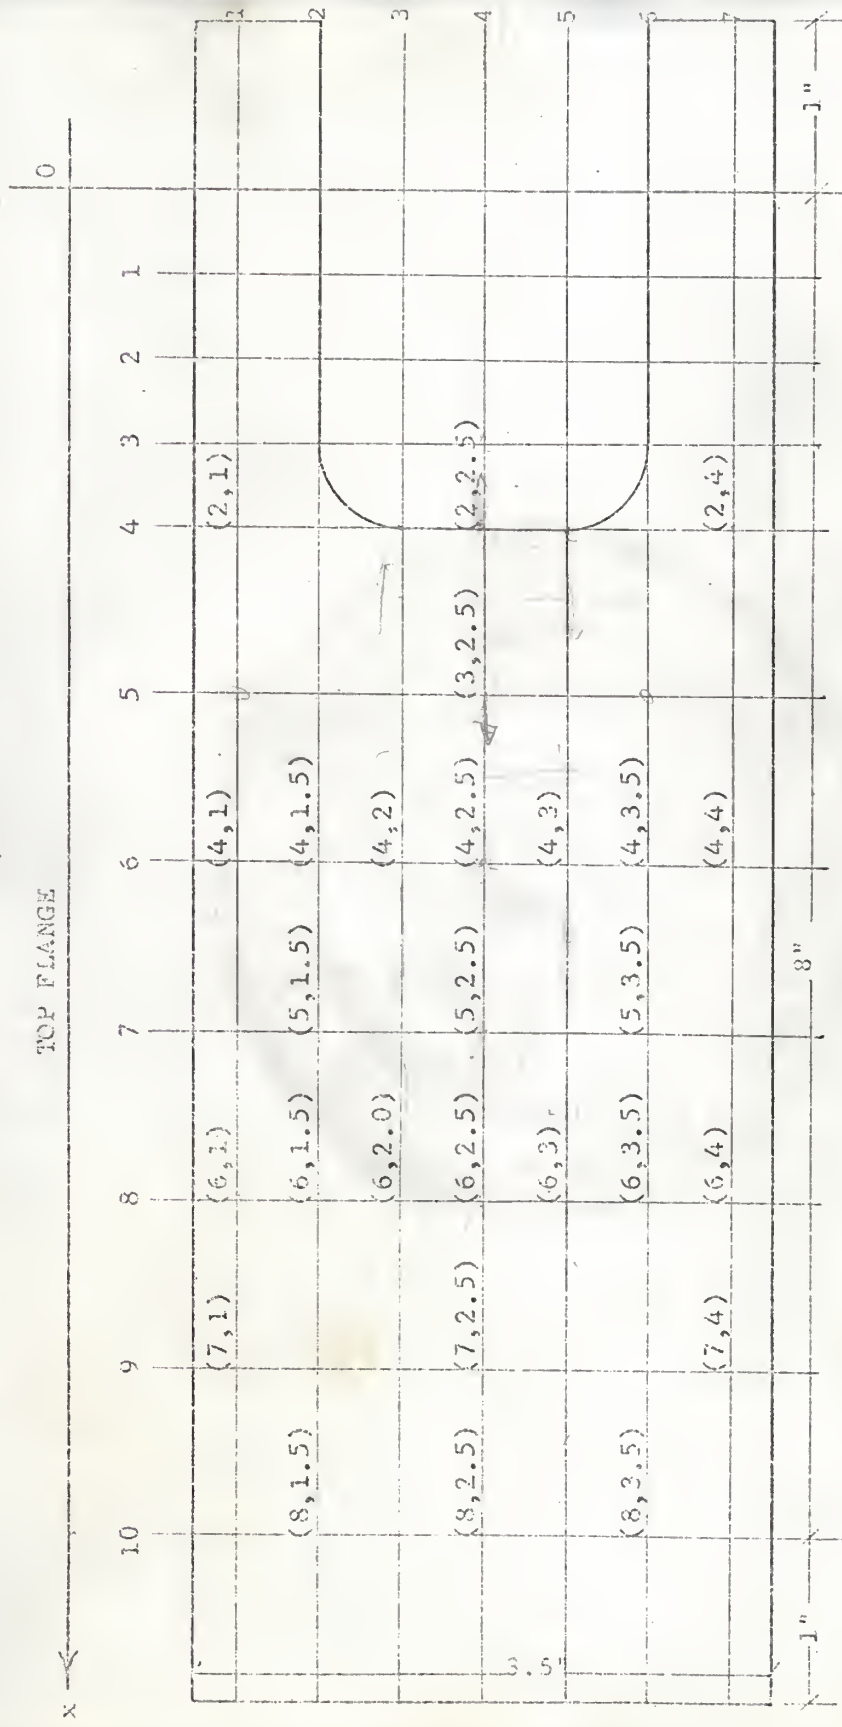 TOP FLANGE
x
0
10 9 8 7 6 5 4 3 2 1
1
2
3
4
5
6
7
(7,1) (6,1) (4,1) (2,1)
(8,1.5) (6,1.5) (5,1.5) (4,1.5)
(6,2.0) (4,2)
(8,2.5) (7,2.5) (6,2.5) (5,2.5) (4,2.5) (3,2.5) (2,2.5)
(6,3) (4,3)
(8,3.5) (6,3.5) (5,3.5) (4,3.5)
(7,4) (6,4) (4,4) (2,4)
1" 8" 1"